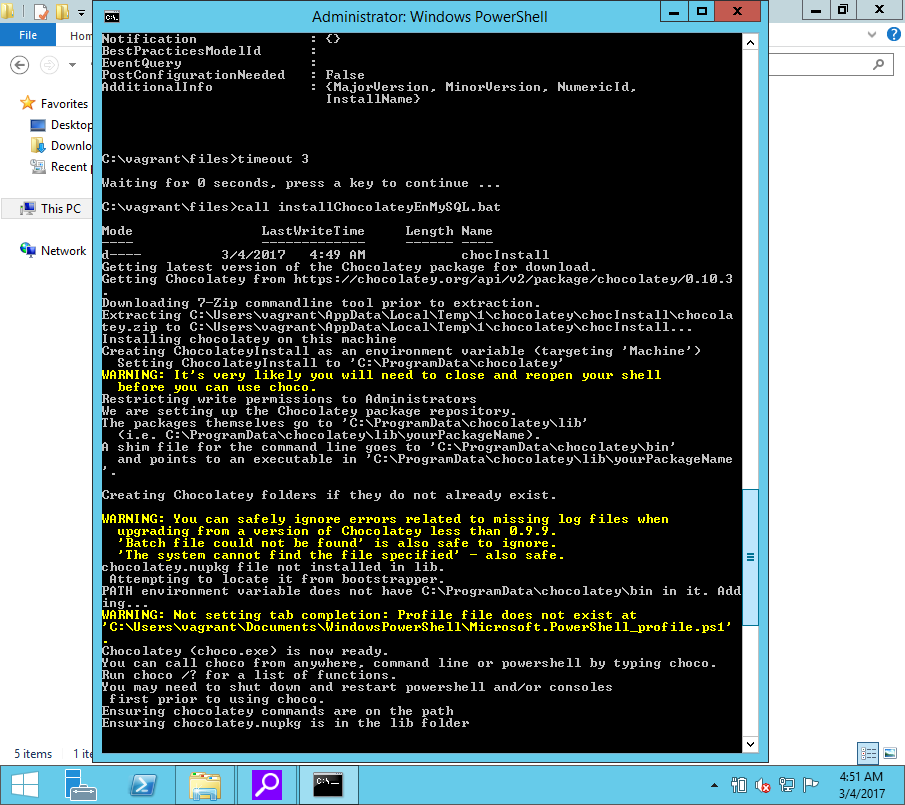 Administrator: Windows PowerShell
File
Hom
Favorites
Desktop
Downlo
Recent p
This PC
Network
Notification : {}
BestPracticesModelId :
EventQuery :
PostConfigurationNeeded : False
AdditionalInfo : {MajorVersion, MinorVersion, NumericId,
InstallName}
C:\vagrant\files>timeout 3
Waiting for 0 seconds, press a key to continue ...
C:\vagrant\files>call installChocolateyEnMySQL.bat
Mode LastWriteTime Length Name
---- ------------- ------ ----
d---- 3/4/2017 4:49 AM chocInstall
Getting latest version of the Chocolatey package for download.
Getting Chocolatey from https://chocolatey.org/api/v2/package/chocolatey/0.10.3
.
Downloading 7-Zip commandline tool prior to extraction.
Extracting C:\Users\vagrant\AppData\Local\Temp\1\chocolatey\chocInstall\chocola
tey.zip to C:\Users\vagrant\AppData\Local\Temp\1\chocolatey\chocInstall...
Installing chocolatey on this machine
Creating ChocolateyInstall as an environment variable (targeting 'Machine')
Setting ChocolateyInstall to 'C:\ProgramData\chocolatey'
WARNING: It's very likely you will need to close and reopen your shell
before you can use choco.
Restricting write permissions to Administrators
We are setting up the Chocolatey package repository.
The packages themselves go to 'C:\ProgramData\chocolatey\lib'
(i.e. C:\ProgramData\chocolatey\lib\yourPackageName).
A shim file for the command line goes to 'C:\ProgramData\chocolatey\bin'
and points to an executable in 'C:\ProgramData\chocolatey\lib\yourPackageName
'.
Creating Chocolatey folders if they do not already exist.
WARNING: You can safely ignore errors related to missing log files when
upgrading from a version of Chocolatey less than 0.9.9.
'Batch file could not be found' is also safe to ignore.
'The system cannot find the file specified' - also safe.
chocolatey.nupkg file not installed in lib.
Attempting to locate it from bootstrapper.
PATH environment variable does not have C:\ProgramData\chocolatey\bin in it. Add
ing...
WARNING: Not setting tab completion: Profile file does not exist at
'C:\Users\vagrant\Documents\WindowsPowerShell\Microsoft.PowerShell_profile.ps1'
.
Chocolatey (choco.exe) is now ready.
You can call choco from anywhere, command line or powershell by typing choco.
Run choco /? for a list of functions.
You may need to shut down and restart powershell and/or consoles
first prior to using choco.
Ensuring chocolatey commands are on the path
Ensuring chocolatey.nupkg is in the lib folder
5 items 1 ite
4:51 AM
3/4/2017